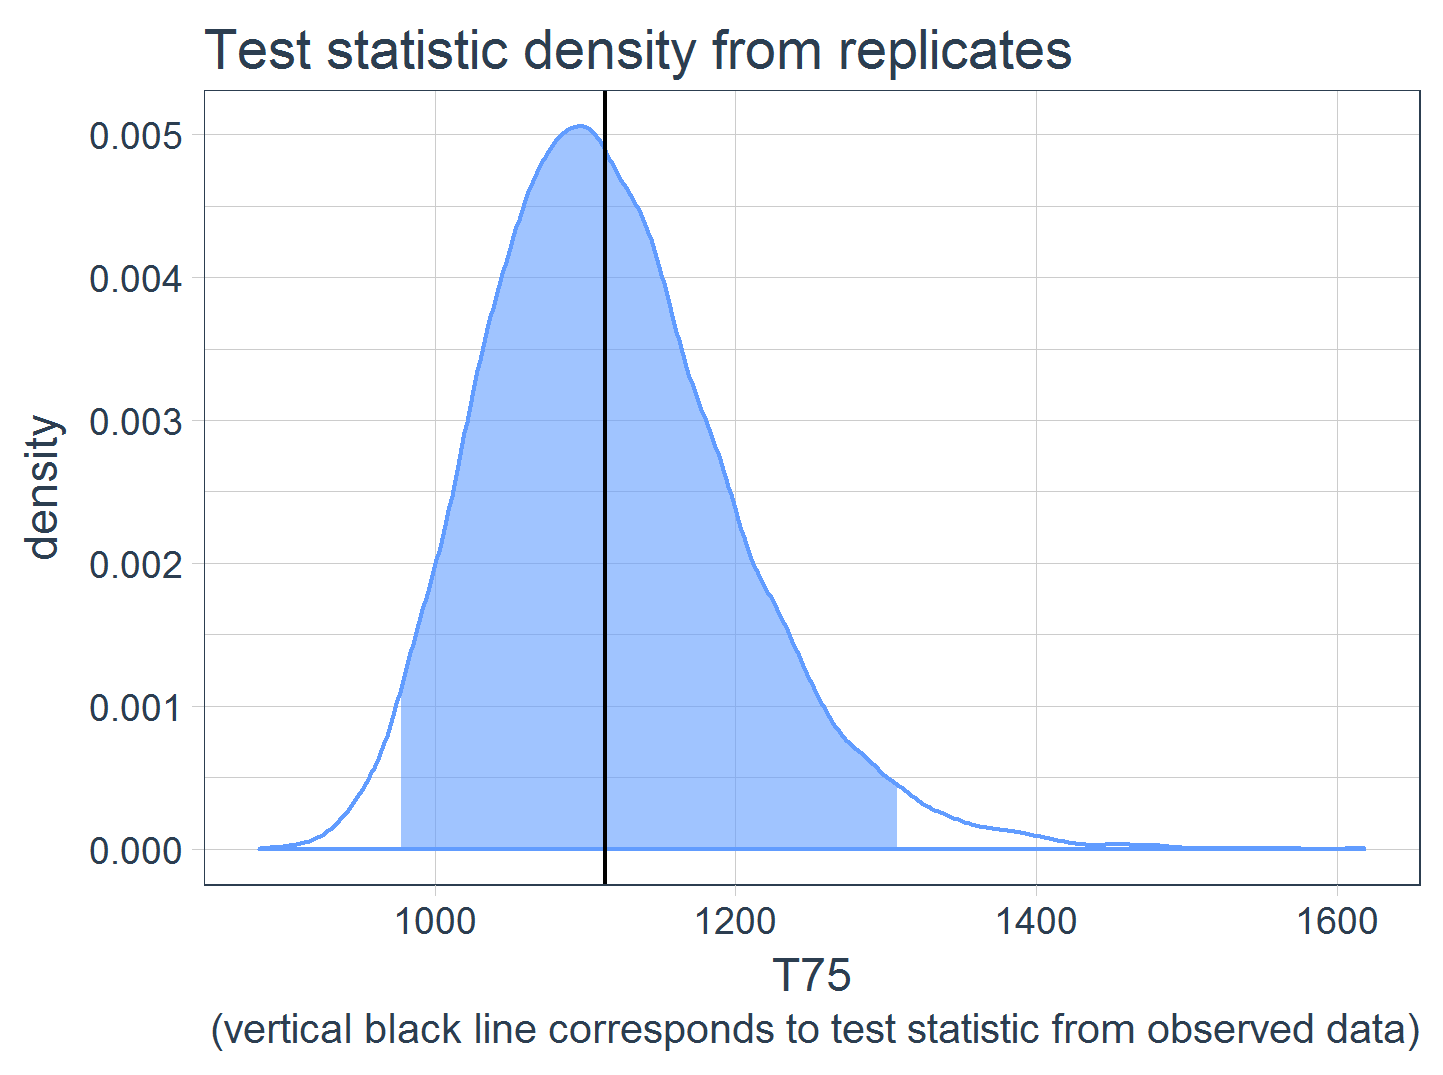 Test statistic density from replicates
density
0.005
0.004
0.003
0.002
0.001
0.000
1000 1200 1400 1600
T75
(vertical black line corresponds to test statistic from observed data)